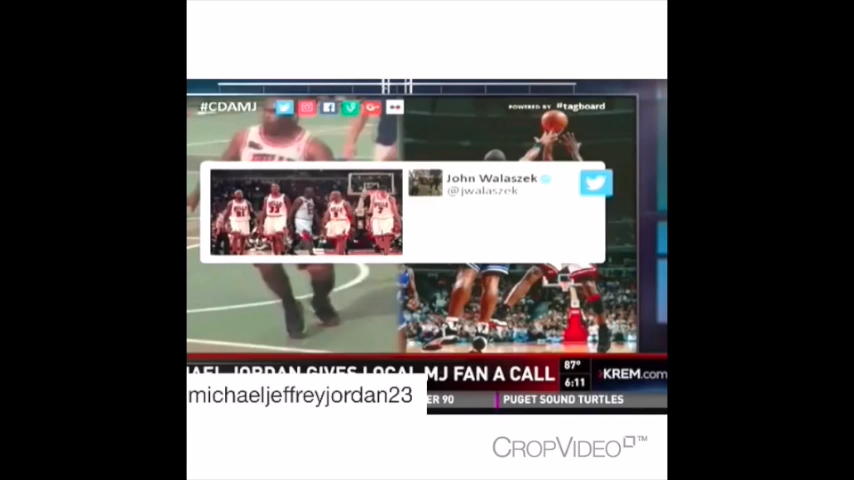 #CDAMJ
POWERED BY #tagboard
John Walaszek
@jwalaszek
AEL JORDAN GIVES LOCAL MJ FAN A CALL
87°
6:11
KREM.com
michaeljeffreyjordan23
ER 90
PUGET SOUND TURTLES
CROPVIDEO™